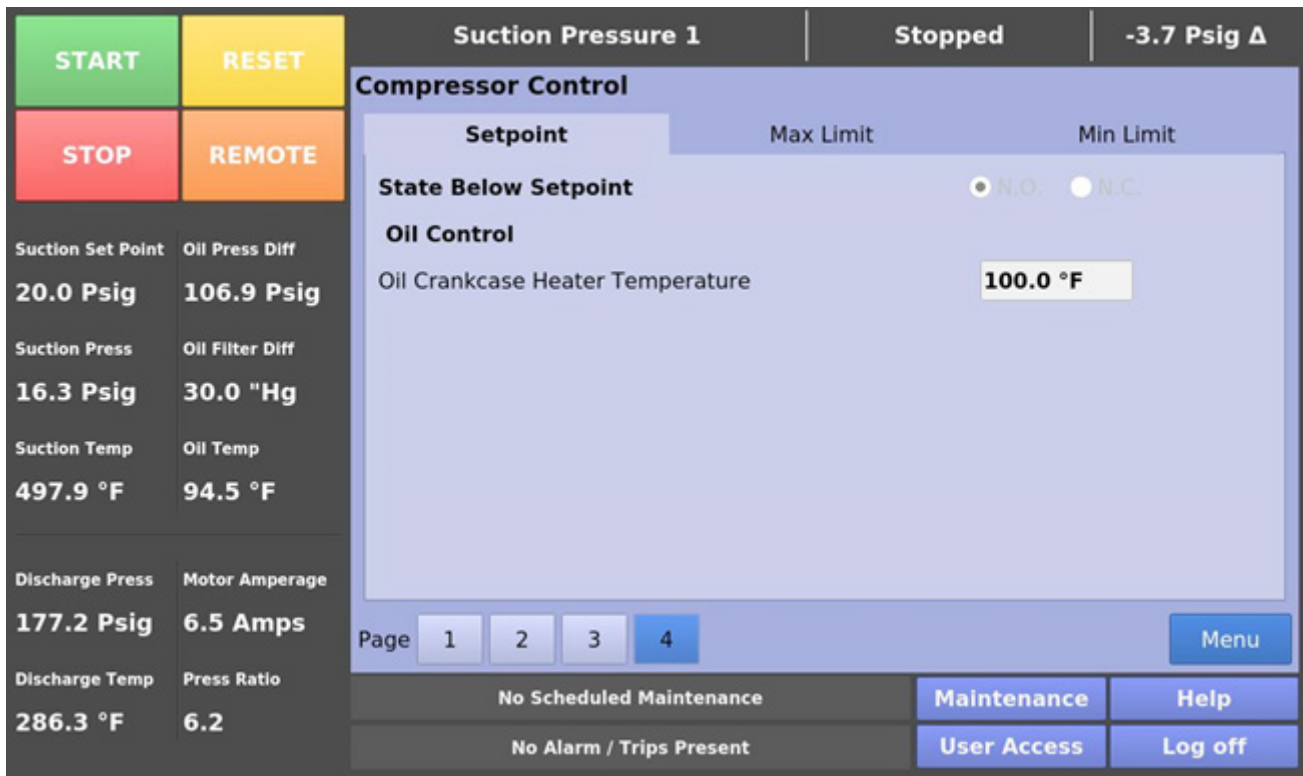 START RESET
STOP REMOTE
Suction Set Point Oil Press Diff
20.0 Psig 106.9 Psig
Suction Press Oil Filter Diff
16.3 Psig 30.0 "Hg
Suction Temp Oil Temp
497.9 °F 94.5 °F
Discharge Press Motor Amperage
177.2 Psig 6.5 Amps
Discharge Temp Press Ratio
286.3 °F 6.2
Suction Pressure 1 Stopped -3.7 Psig Δ
Compressor Control
Setpoint Max Limit Min Limit
State Below Setpoint N.O. N.C.
Oil Control
Oil Crankcase Heater Temperature 100.0 °F
Page 1 2 3 4 Menu
No Scheduled Maintenance Maintenance Help
No Alarm / Trips Present User Access Log off